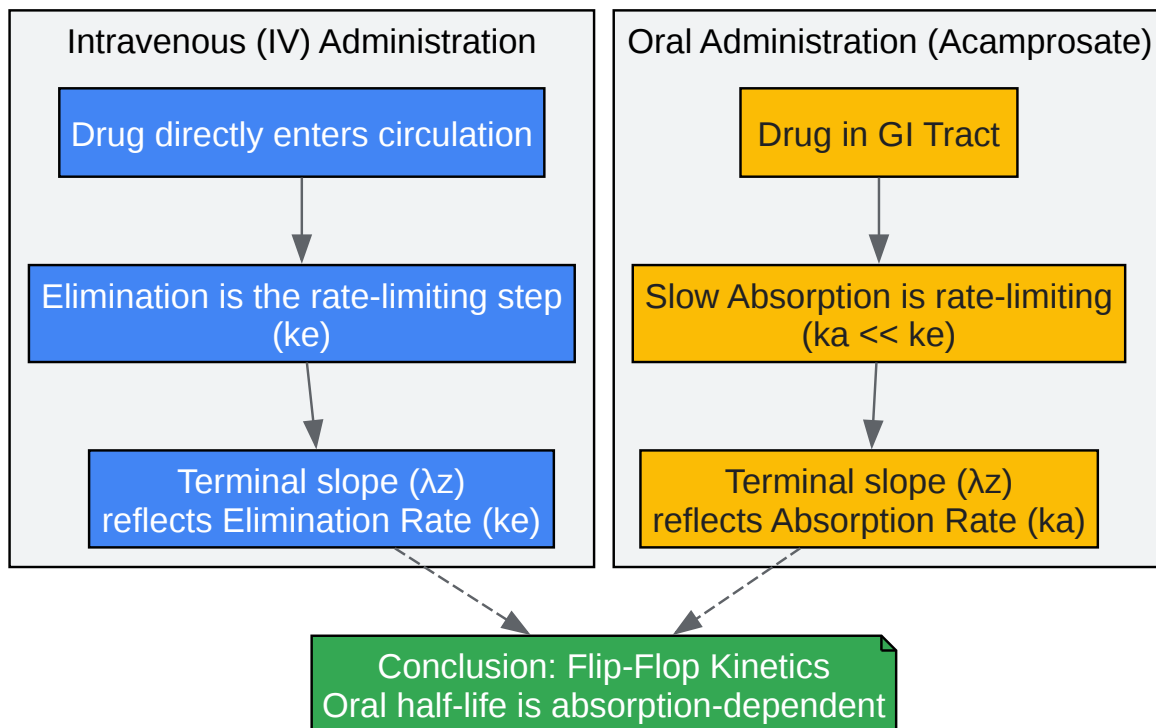 Intravenous (IV) Administration
Drug directly enters circulation
Elimination is the rate-limiting step
(ke)
Terminal slope (λz)
reflects Elimination Rate (ke)
Oral Administration (Acamprosate)
Drug in GI Tract
Slow Absorption is rate-limiting
(ka << ke)
Terminal slope (λz)
reflects Absorption Rate (ka)
Conclusion: Flip-Flop Kinetics
Oral half-life is absorption-dependent